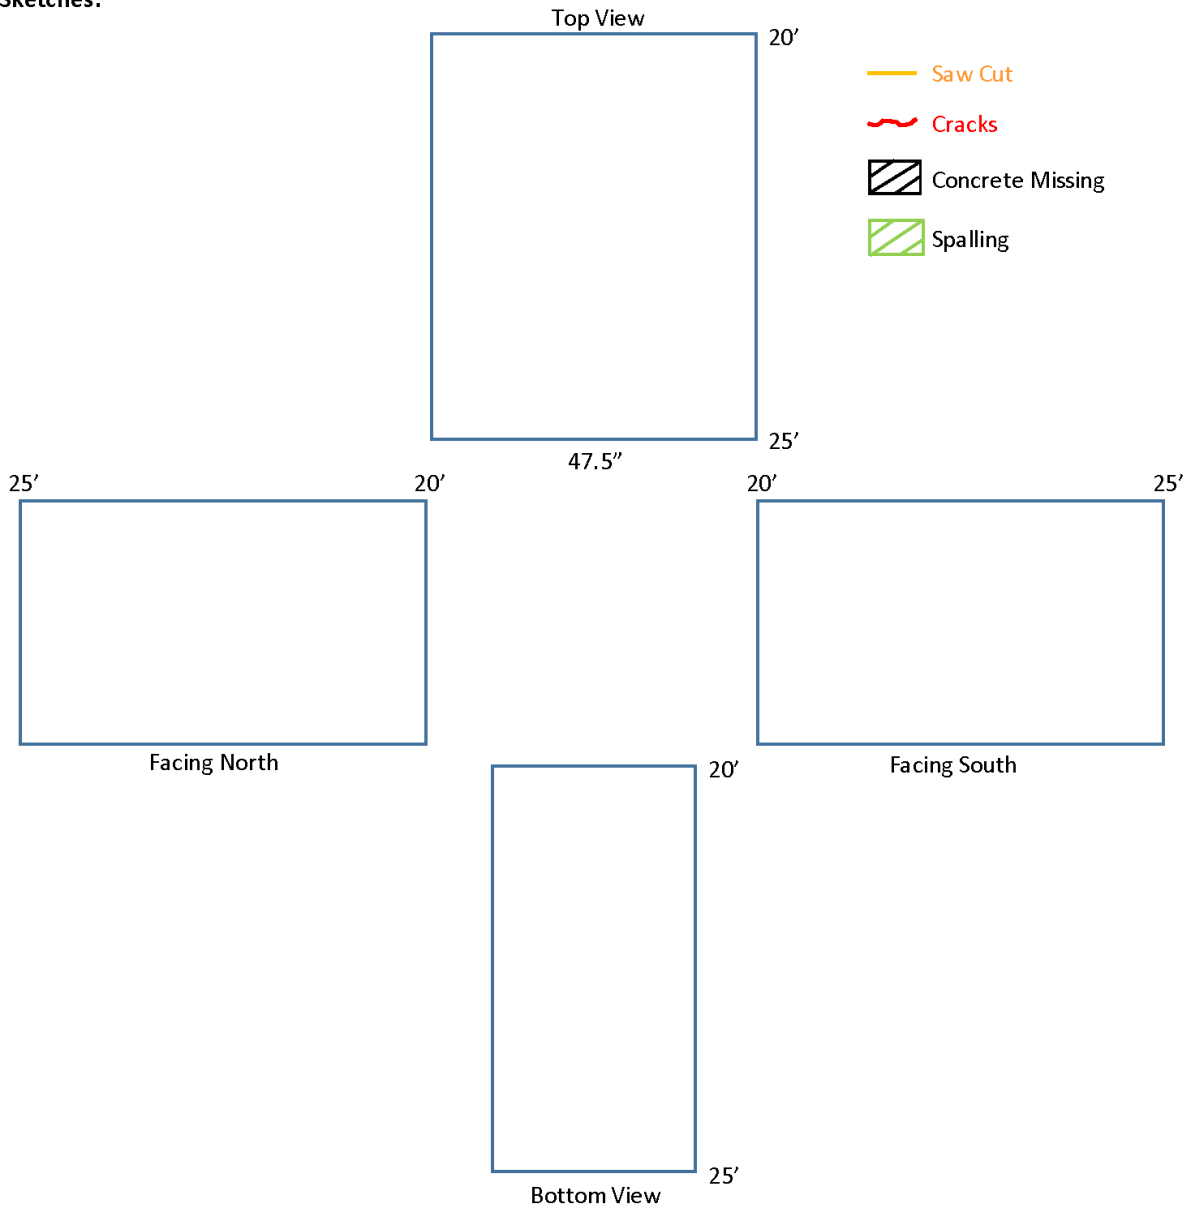 Sketches:
Top View
20’
Saw Cut
Cracks
Concrete Missing
Spalling
25’
47.5”
25’
20’
20’
25’
Facing North
Facing South
20’
25’
Bottom View